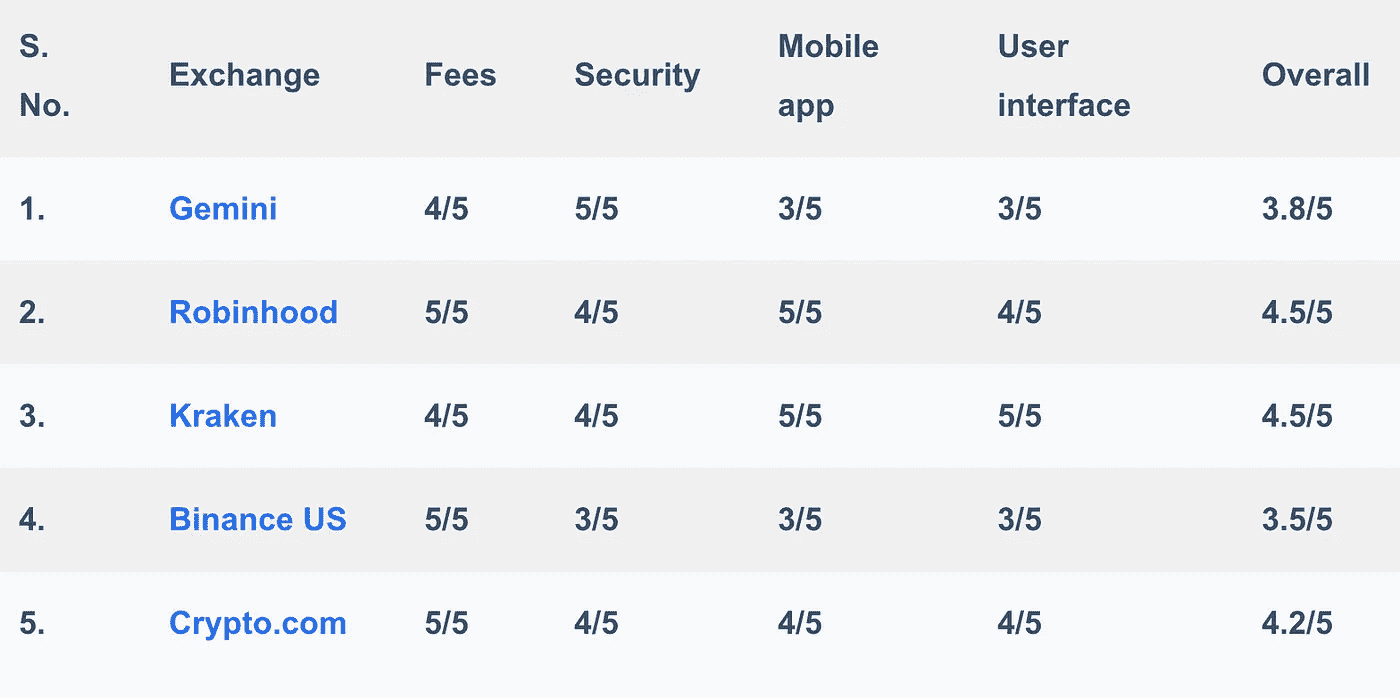 S. No. Exchange Fees Security Mobile app User interface Overall
1. Gemini 4/5 5/5 3/5 3/5 3.8/5
2. Robinhood 5/5 4/5 5/5 4/5 4.5/5
3. Kraken 4/5 4/5 5/5 5/5 4.5/5
4. Binance US 5/5 3/5 3/5 3/5 3.5/5
5. Crypto.com 5/5 4/5 4/5 4/5 4.2/5